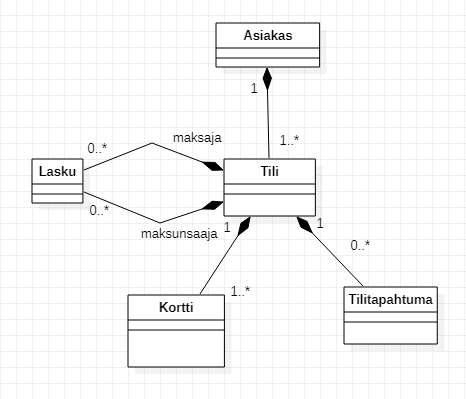 Asiakas
1
1..*
maksaja
0..*
Lasku
Tili
0..*
maksunsaaja
1
1
0..*
1..*
Kortti
Tilitapahtuma